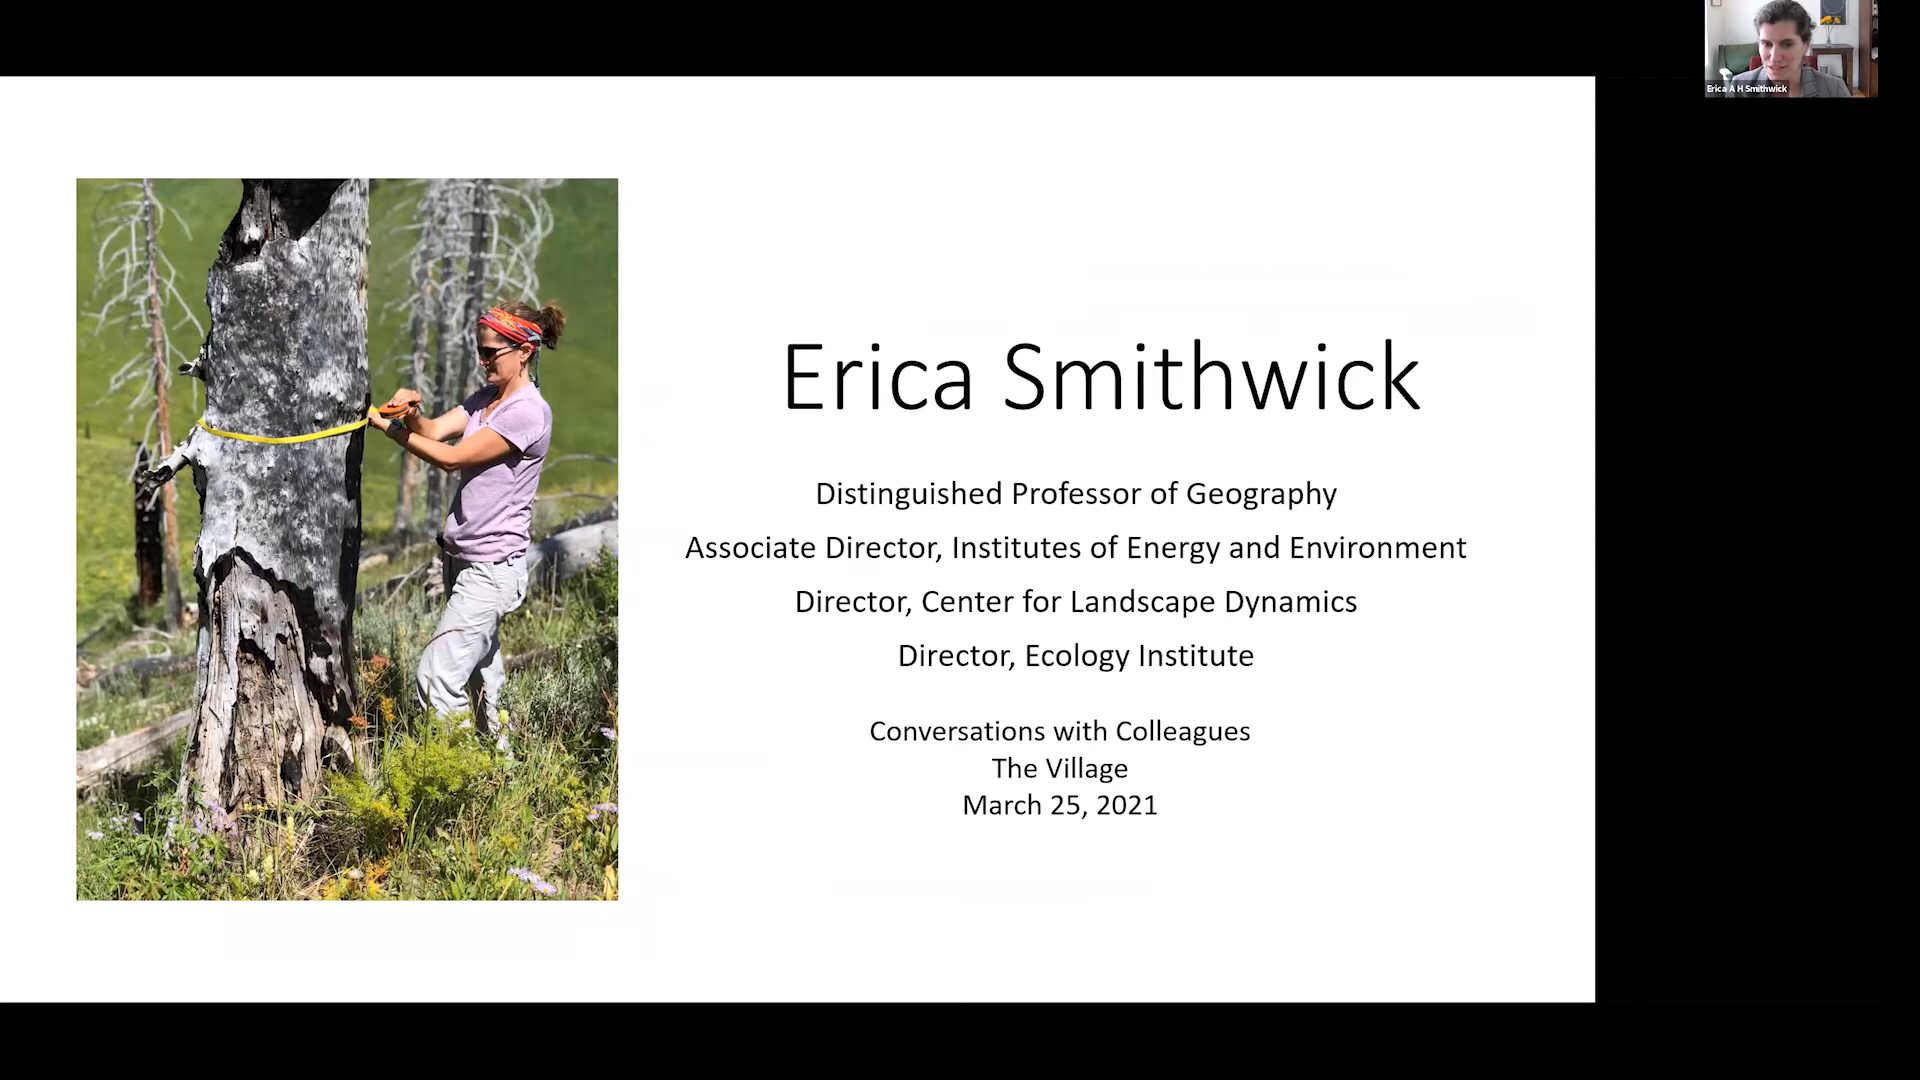 Erica A H Smithwick
Erica Smithwick
Distinguished Professor of Geography
Associate Director, Institutes of Energy and Environment
Director, Center for Landscape Dynamics
Director, Ecology Institute
Conversations with Colleagues
The Village
March 25, 2021